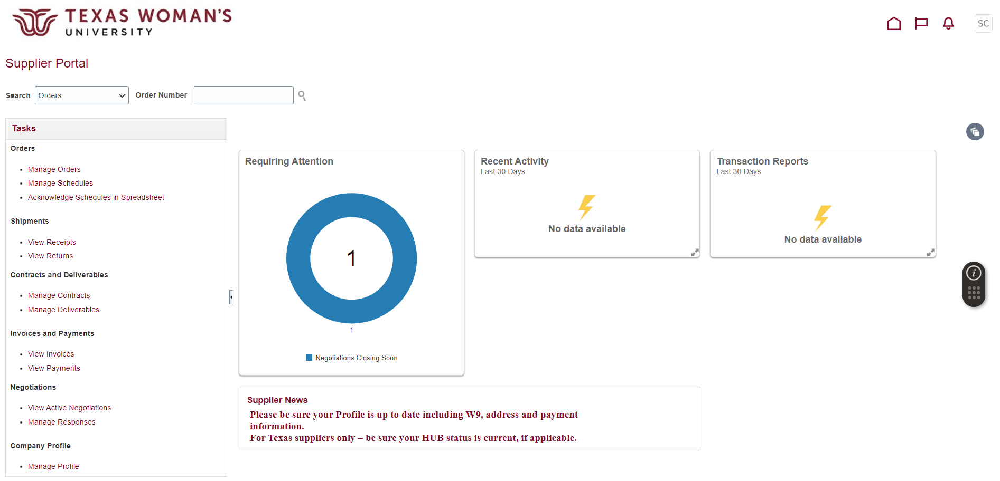 TEXAS WOMAN'S
UNIVERSITY
SC
Supplier Portal
Search Orders Order Number
Tasks
Orders
• Manage Orders
• Manage Schedules
• Acknowledge Schedules in Spreadsheet
Shipments
• View Receipts
• View Returns
Contracts and Deliverables
• Manage Contracts
• Manage Deliverables
Invoices and Payments
• View Invoices
• View Payments
Negotiations
• View Active Negotiations
• Manage Responses
Company Profile
• Manage Profile
Requiring Attention
1
1
Negotiations Closing Soon
Recent Activity
Last 30 Days
No data available
Transaction Reports
Last 30 Days
No data available
i
Supplier News
Please be sure your Profile is up to date including W9, address and payment
information.
For Texas suppliers only – be sure your HUB status is current, if applicable.